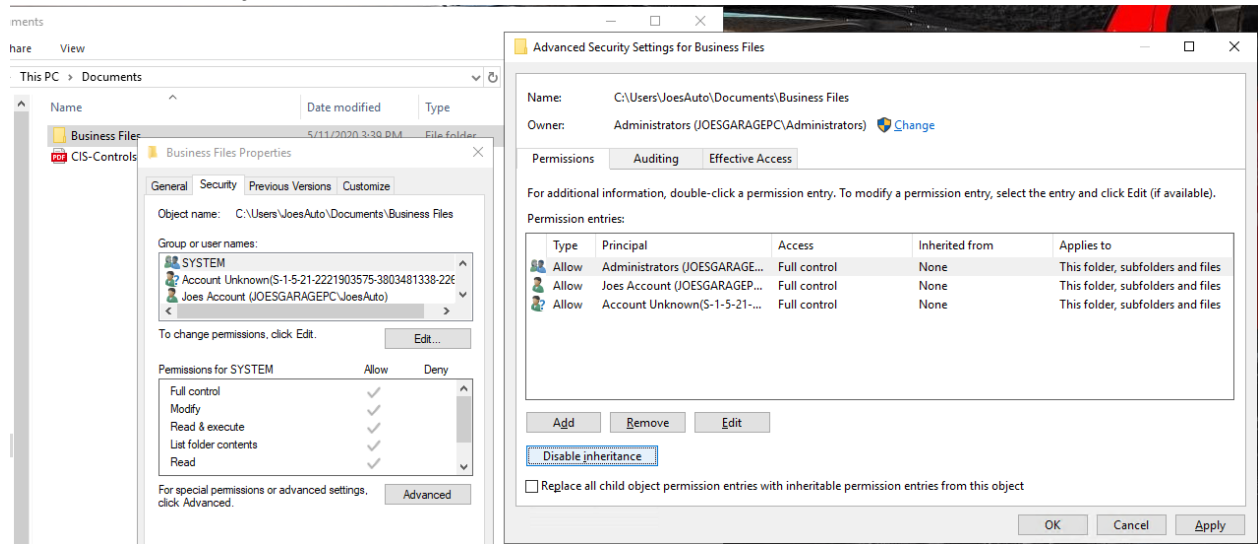 ments
hare View
This PC > Documents
Name Date modified Type
Business Files 5/11/2020 3:39 PM File folder
CIS-Controls
Business Files Properties
General Security Previous Versions Customize
Object name: C:\Users\JoesAuto\Documents\Business Files
Group or user names:
SYSTEM
Account Unknown(S-1-5-21-2221903575-3803481338-226
Joes Account (JOESGARAGEPC\JoesAuto)
To change permissions, click Edit.
Edit...
Permissions for SYSTEM Allow Deny
Full control
Modify
Read & execute
List folder contents
Read
For special permissions or advanced settings,
click Advanced.
Advanced
Advanced Security Settings for Business Files
Name: C:\Users\JoesAuto\Documents\Business Files
Owner: Administrators (JOESGARAGEPC\Administrators) Change
Permissions Auditing Effective Access
For additional information, double-click a permission entry. To modify a permission entry, select the entry and click Edit (if available).
Permission entries:
Type Principal Access Inherited from Applies to
Allow Administrators (JOESGARAGE... Full control None This folder, subfolders and files
Allow Joes Account (JOESGARAGEP... Full control None This folder, subfolders and files
Allow Account Unknown(S-1-5-21-... Full control None This folder, subfolders and files
Add Remove Edit
Disable inheritance
Replace all child object permission entries with inheritable permission entries from this object
OK Cancel Apply